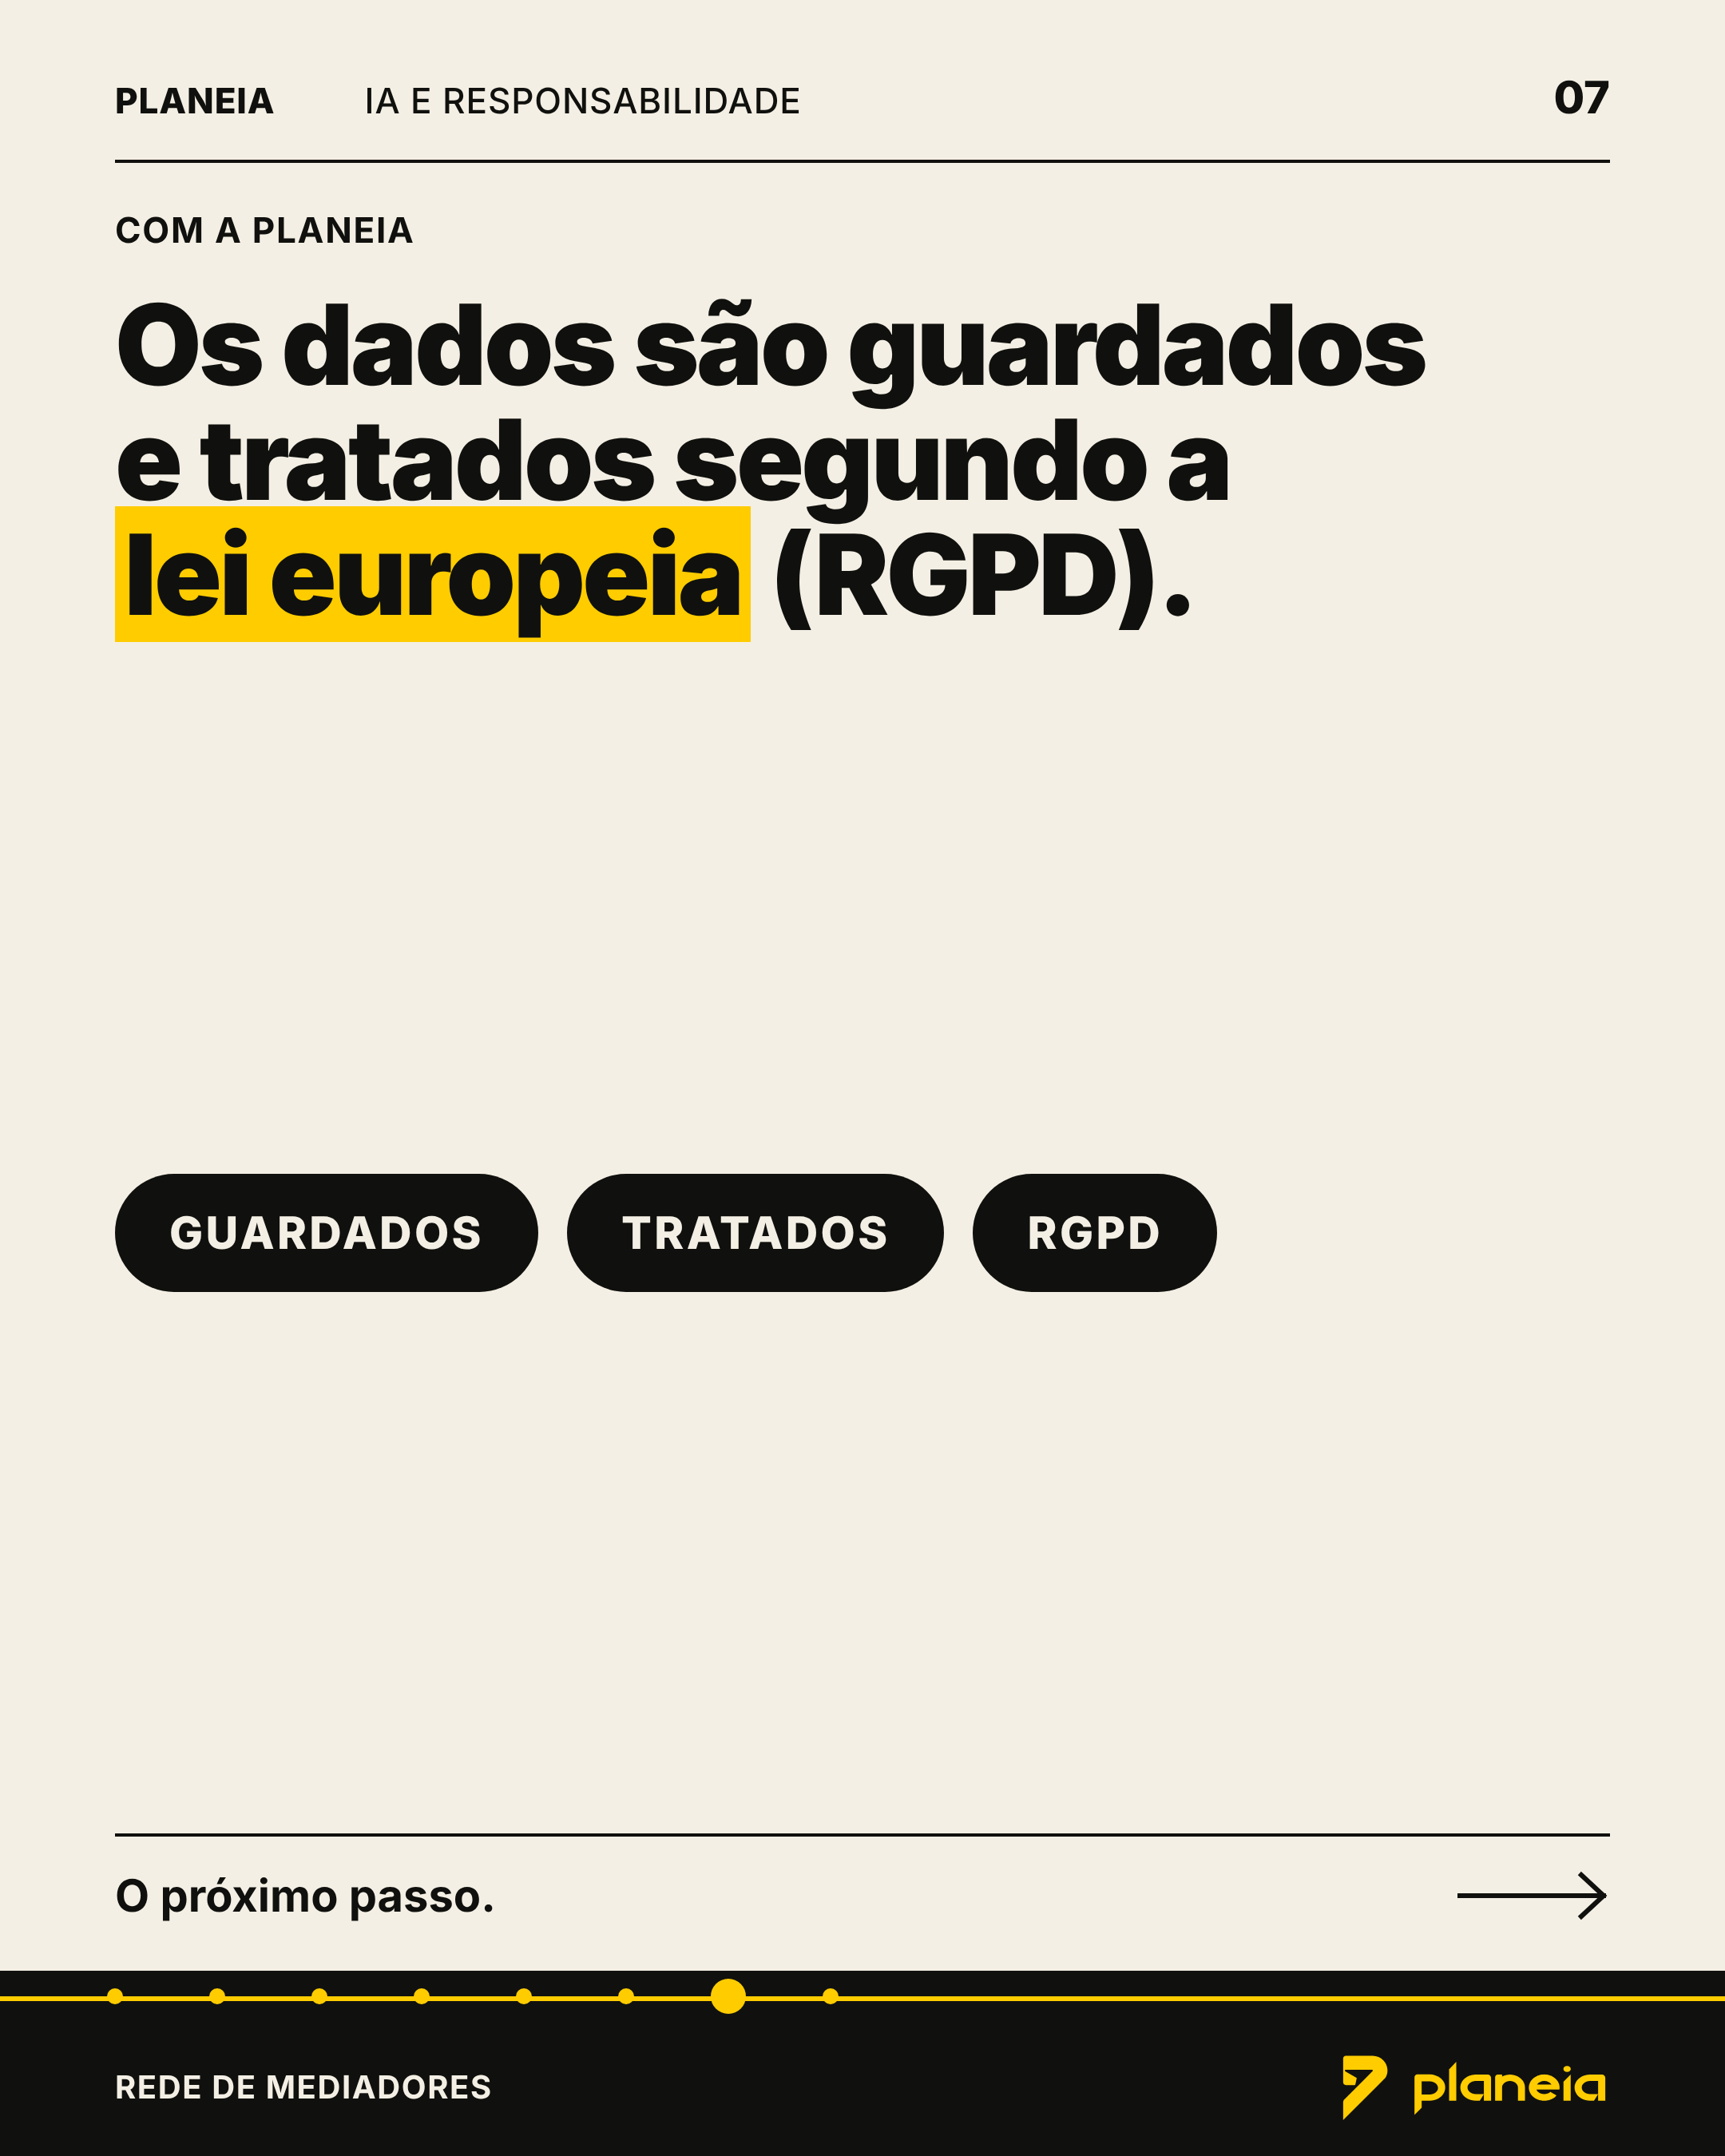 PLANEIA IA E RESPONSABILIDADE 07
COM A PLANEIA
Os dados são guardados
e tratados segundo a
lei europeia (RGPD).
GUARDADOS TRATADOS RGPD
O próximo passo.
REDE DE MEDIADORES planeia